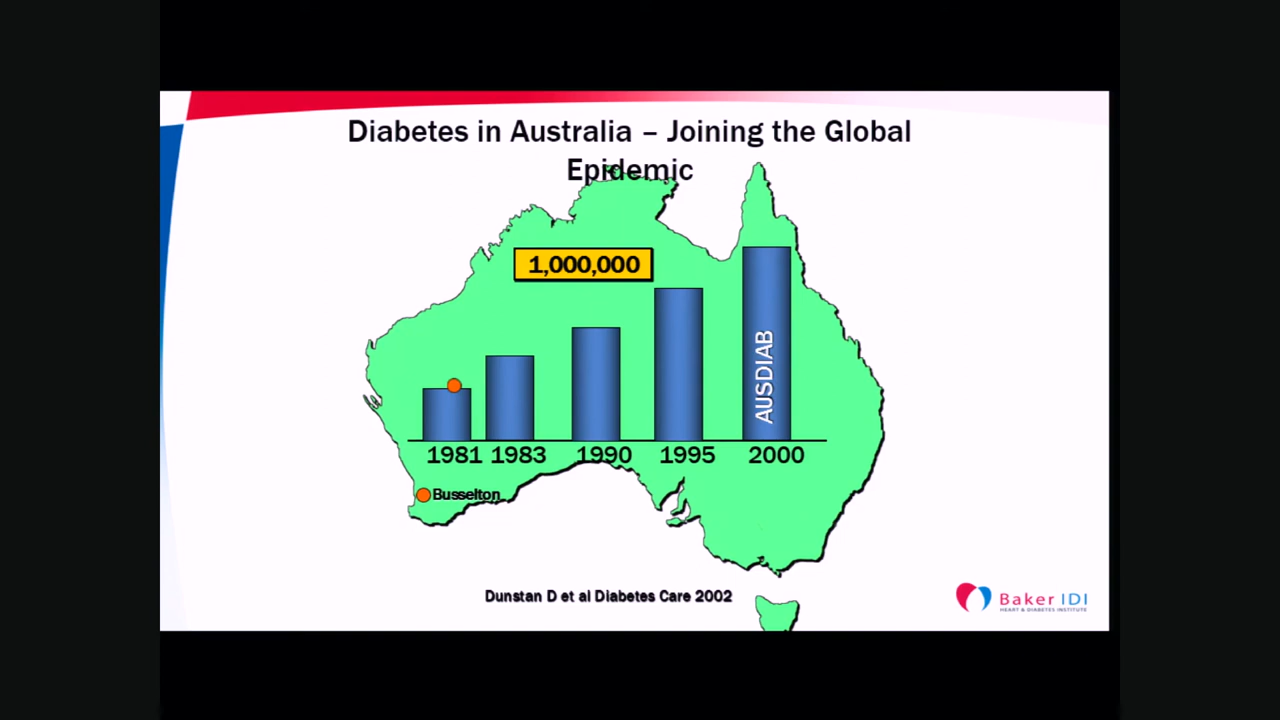 Diabetes in Australia – Joining the Global
Epidemic
1,000,000
AUSDIAB
1981 1983 1990 1995 2000
Busselton
Dunstan D et al Diabetes Care 2002
Baker IDI
HEART & DIABETES INSTITUTE